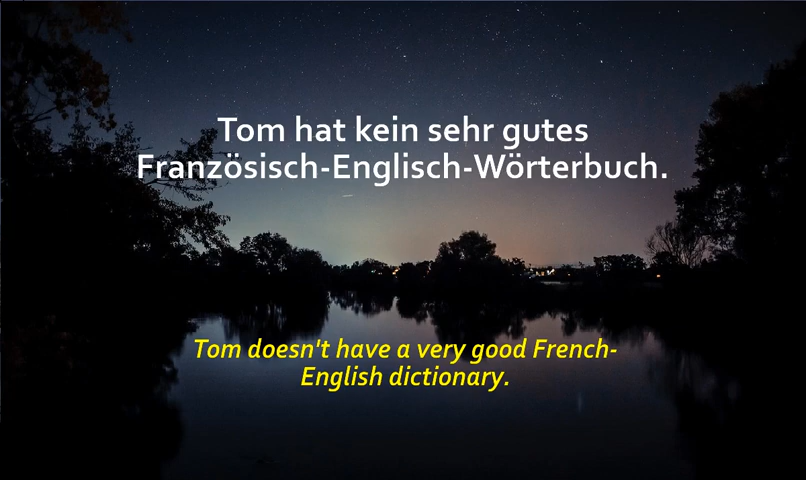 Tom hat kein sehr gutes
Französisch-Englisch-Wörterbuch.
Tom doesn't have a very good French-
English dictionary.